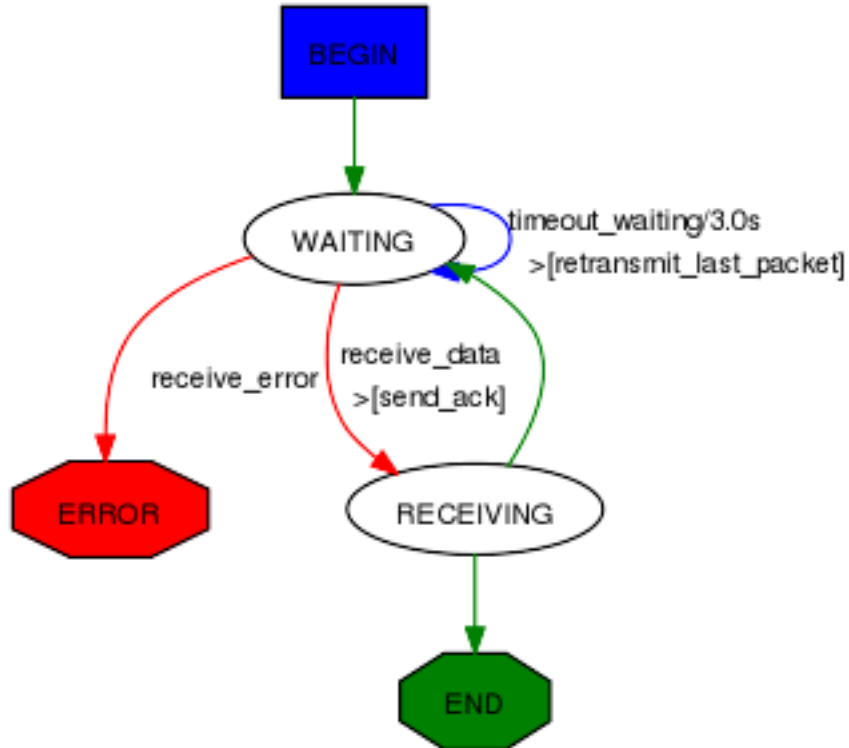 BEGIN
WAITING
timeout_waiting/3.0s
>[retransmit_last_packet]
receive_error
receive_data
>[send_ack]
ERROR
RECEIVING
END